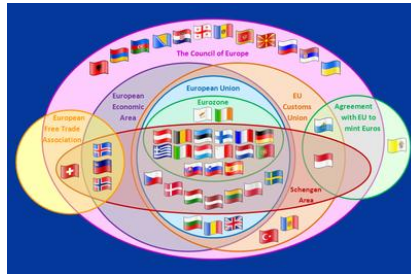 The Council of Europe
European
Economic
Area
European Union
Eurozone
EU
Customs
Union
European
Free Trade
Association
Agreement
with EU to
mint Euros
Schengen
Area